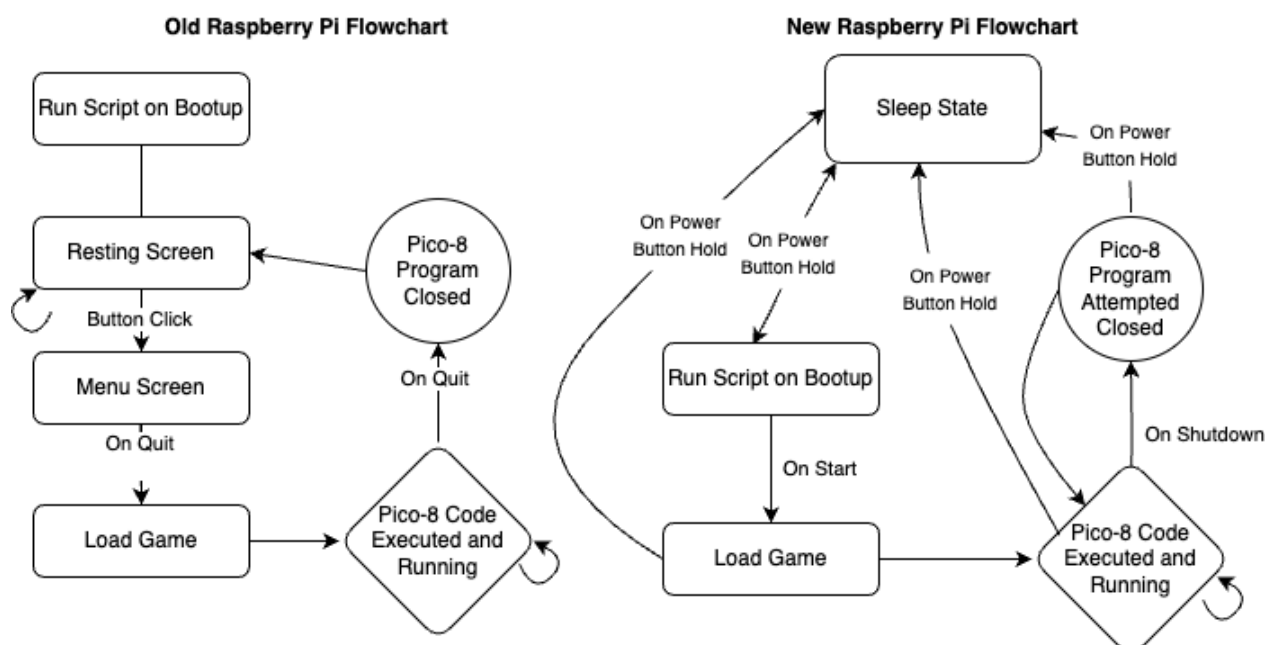 Old Raspberry Pi Flowchart
Run Script on Bootup
Resting Screen
Button Click
Menu Screen
On Quit
Load Game
Pico-8
Program
Closed
On Quit
Pico-8 Code
Executed and
Running
New Raspberry Pi Flowchart
Sleep State
On Power
Button Hold
On Power
Button Hold
On Power
Button Hold
On Power
Button Hold
Pico-8
Program
Attempted
Closed
Run Script on Bootup
On Start
On Shutdown
Load Game
Pico-8 Code
Executed and
Running